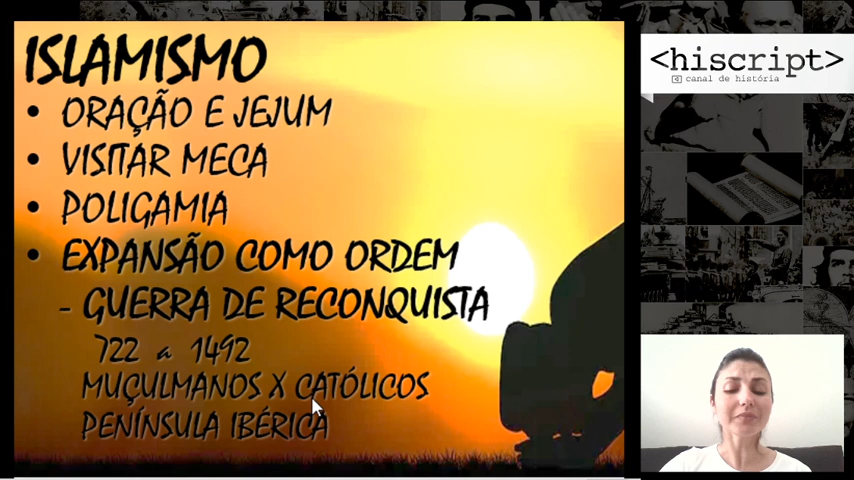 ISLAMISMO
• ORAÇÃO E JEJUM
• VISITAR MECA
• POLIGAMIA
• EXPANSÃO COMO ORDEM
- GUERRA DE RECONQUISTA
722 a 1492
MUÇULMANOS X CATÓLICOS
PENÍNSULA IBÉRICA
<hiscript>
canal de história